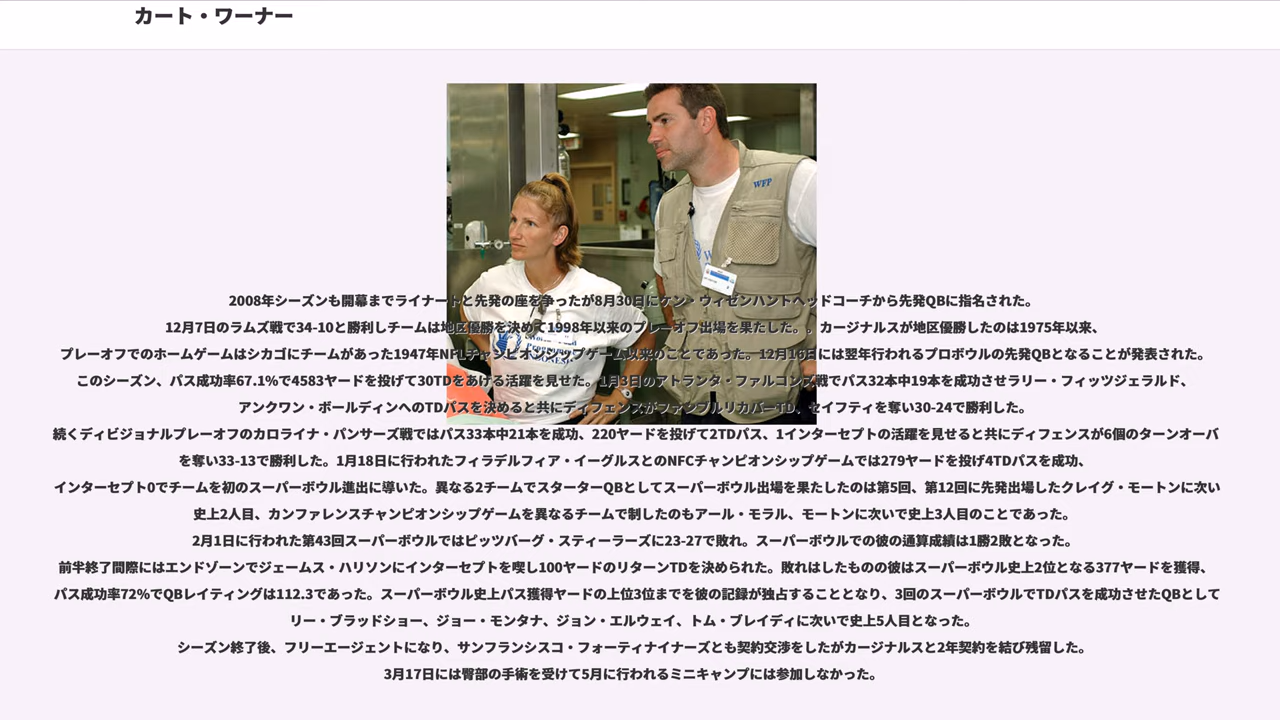 カート・ワーナー
WFP
2008年シーズンも開幕までライナートと先発の座を争ったが8月30日にケン・ウィゼンハントヘッドコーチから先発QBに指名された。
12月7日のラムズ戦で34-10と勝利しチームは地区優勝を決めて1998年以来のプレーオフ出場を果たした。。カージナルスが地区優勝したのは1975年以来、
プレーオフでのホームゲームはシカゴにチームがあった1947年NFLチャンピオンシップゲーム以来のことであった。12月16日には翌年行われるプロボウルの先発QBとなることが発表された。
このシーズン、パス成功率67.1%で4583ヤードを投げて30TDをあげる活躍を見せた。1月3日のアトランタ・ファルコンズ戦でパス32本中19本を成功させラリー・フィッツジェラルド、
アンクワン・ボールディンへのTDパスを決めると共にディフェンスがファンブルリカバーTD、セイフティを奪い30-24で勝利した。
続くディビジョナルプレーオフのカロライナ・パンサーズ戦ではパス33本中21本を成功、220ヤードを投げて2TDパス、1インターセプトの活躍を見せると共にディフェンスが6個のターンオーバ
を奪い33-13で勝利した。1月18日に行われたフィラデルフィア・イーグルスとのNFCチャンピオンシップゲームでは279ヤードを投げ4TDパスを成功、
インターセプト0でチームを初のスーパーボウル進出に導いた。異なる2チームでスターターQBとしてスーパーボウル出場を果たしたのは第5回、第12回に先発出場したクレイグ・モートンに次い
史上2人目、カンファレンスチャンピオンシップゲームを異なるチームで制したのもアール・モラル、モートンに次いで史上3人目のことであった。
2月1日に行われた第43回スーパーボウルではピッツバーグ・スティーラーズに23-27で敗れ。スーパーボウルでの彼の通算成績は1勝2敗となった。
前半終了間際にはエンドゾーンでジェームス・ハリソンにインターセプトを喫し100ヤードのリターンTDを決められた。敗れはしたものの彼はスーパーボウル史上2位となる377ヤードを獲得、
パス成功率72%でQBレイティングは112.3であった。スーパーボウル史上パス獲得ヤードの上位3位までを彼の記録が独占することとなり、3回のスーパーボウルでTDパスを成功させたQBとして
リー・ブラッドショー、ジョー・モンタナ、ジョン・エルウェイ、トム・ブレイディに次いで史上5人目となった。
シーズン終了後、フリーエージェントになり、サンフランシスコ・フォーティナイナーズとも契約交渉をしたがカージナルスと2年契約を結び残留した。
3月17日には臀部の手術を受けて5月に行われるミニキャンプには参加しなかった。